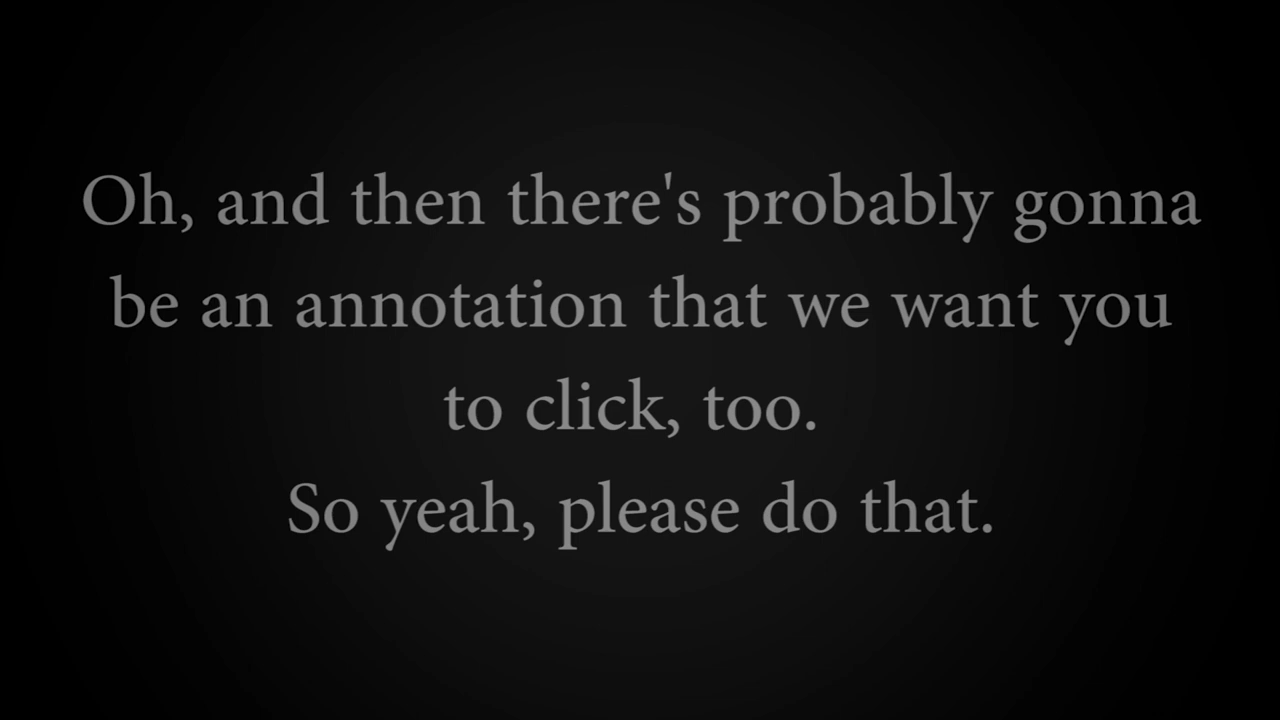 Oh, and then there's probably gonna
be an annotation that we want you
to click, too.
So yeah, please do that.